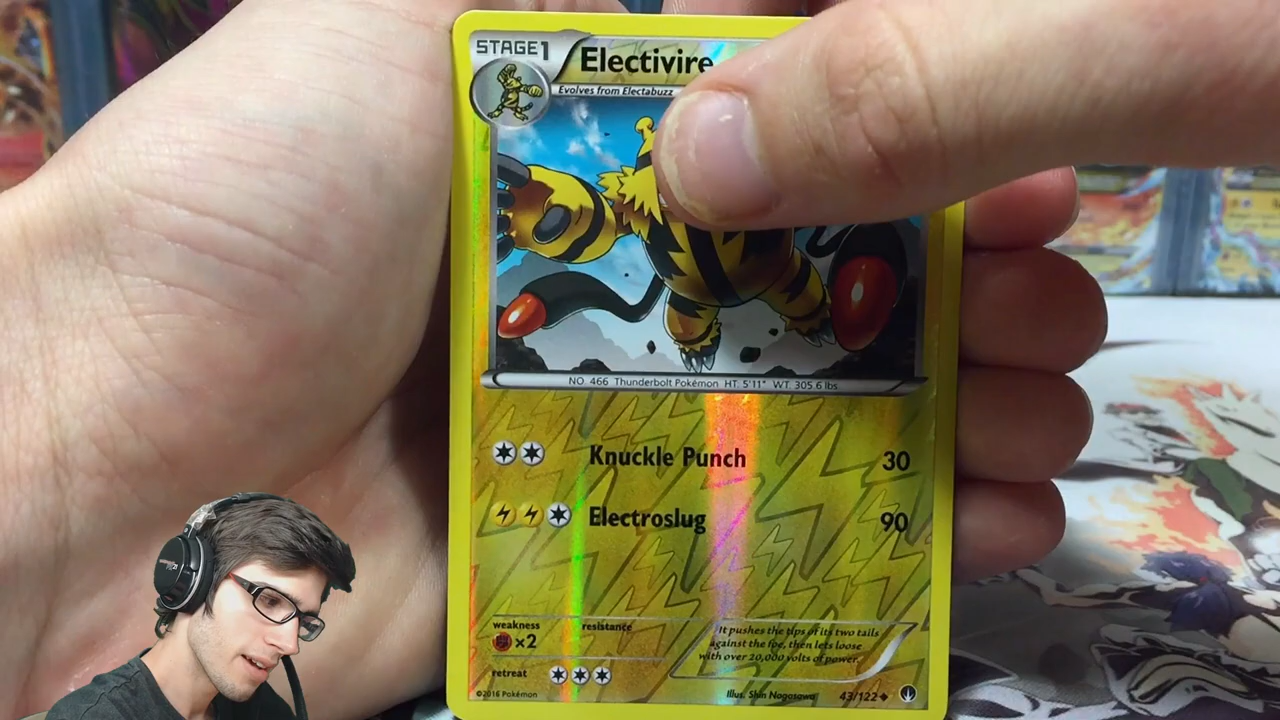 STAGE 1
Electivire
Evolves from Electabuzz
NO. 466 Thunderbolt Pokémon HT. 5'11" WT. 305.6 lbs.
Knuckle Punch 30
Electroslug 90
weakness resistance
×2
It pushes the tips of its two tails
against the foe, then lets loose
with over 20,000 volts of power.
retreat
©2016 Pokémon
Illus. Shin Nagasawa 43/122